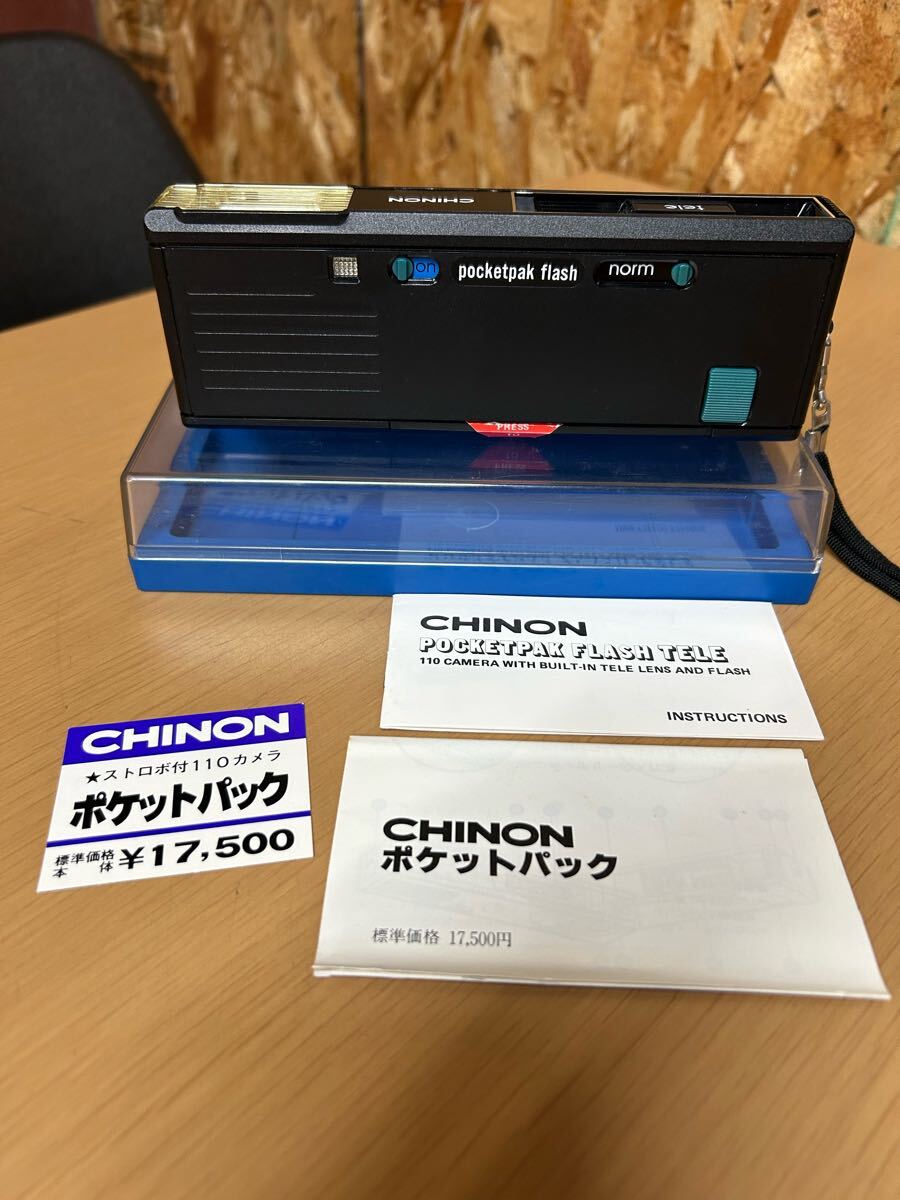 CHINON
tele
on
pocketpak flash
norm
PRESS
TO
CHINON
POCKETPAK FLASH TELE
110 CAMERA WITH BUILT-IN TELE LENS AND FLASH
INSTRUCTIONS
CHINON
★ストロボ付110カメラ
ポケットパック
標準価格
本体 ¥17,500
CHINON
ポケットパック
標準価格 17,500円